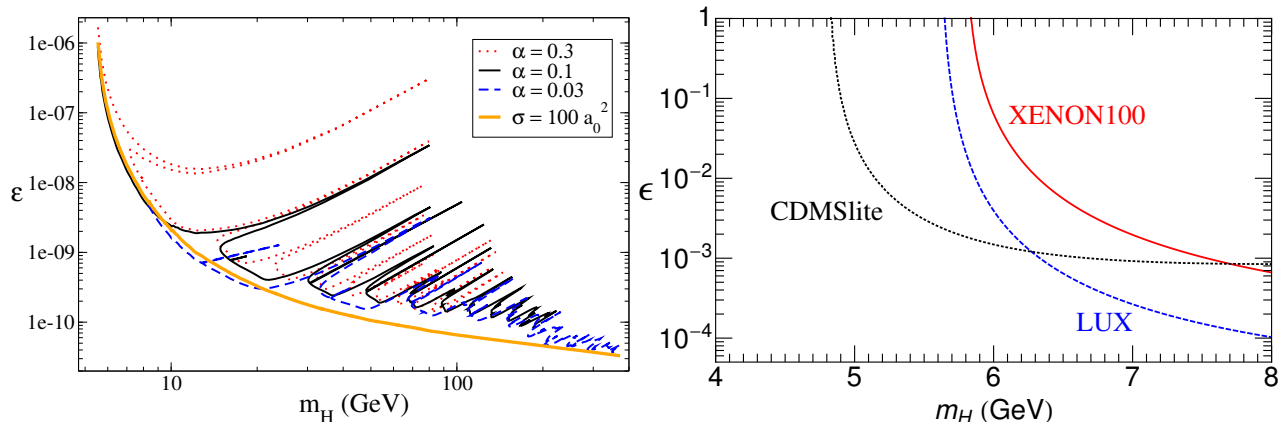 1e-06
1e-07
1e-08
1e-09
1e-10
ε
10
100
m_H (GeV)
α = 0.3
α = 0.1
α = 0.03
σ = 100 a_0^2
1
10^{-1}
10^{-2}
10^{-3}
10^{-4}
ϵ
XENON100
CDMSlite
LUX
4
5
6
7
8
m_H (GeV)